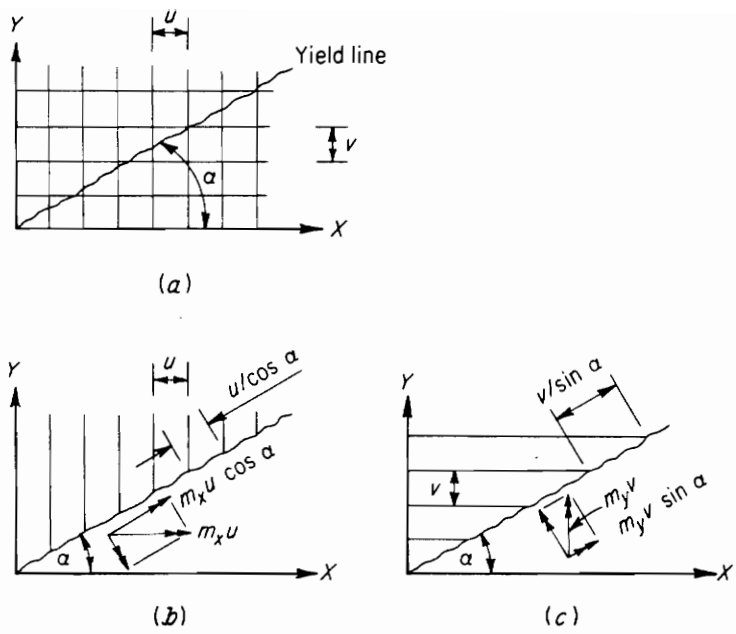 Y
u
Yield line
v
α
X
(a)
Y
u
u/cos α
m_x u cos α
m_x u
α
X
(b)
Y
v/sin α
v
m_y v
m_y v sin α
α
X
(c)